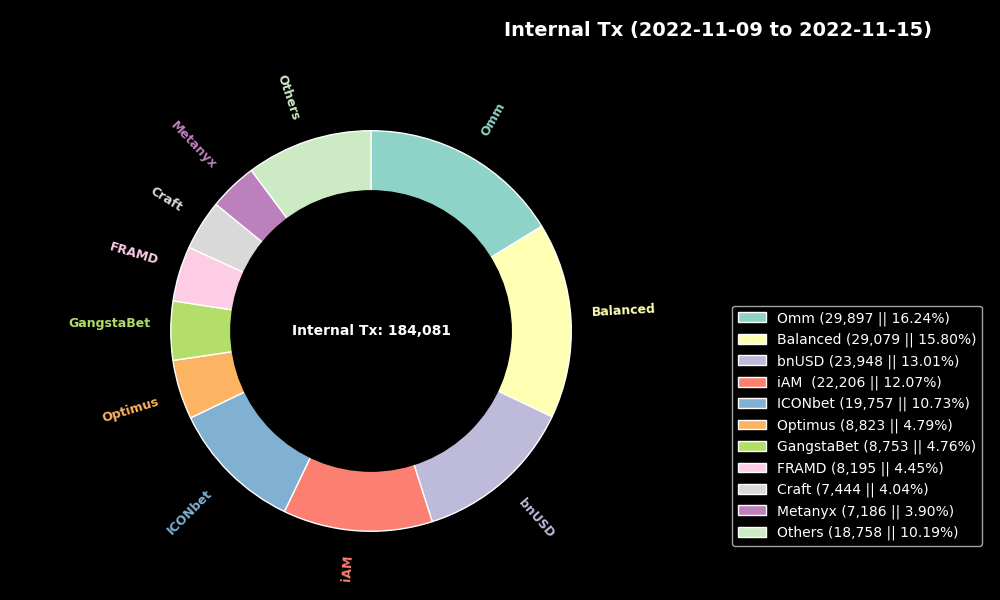 Internal Tx (2022-11-09 to 2022-11-15)
Others
Omm
Metanyx
Craft
FRAMD
Balanced
GangstaBet
Internal Tx: 184,081
Optimus
ICONbet
bnUSD
iAM
Omm (29,897 || 16.24%)
Balanced (29,079 || 15.80%)
bnUSD (23,948 || 13.01%)
iAM  (22,206 || 12.07%)
ICONbet (19,757 || 10.73%)
Optimus (8,823 || 4.79%)
GangstaBet (8,753 || 4.76%)
FRAMD (8,195 || 4.45%)
Craft (7,444 || 4.04%)
Metanyx (7,186 || 3.90%)
Others (18,758 || 10.19%)